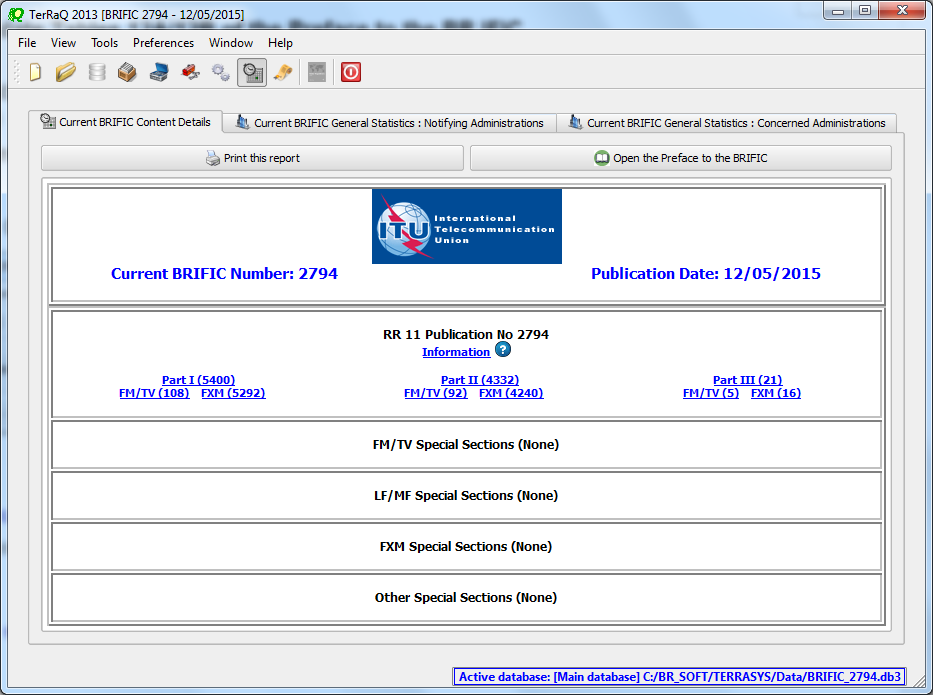 TerRaQ 2013 [BRIFIC 2794 - 12/05/2015]
File View Tools Preferences Window Help
Current BRIFIC Content Details Current BRIFIC General Statistics : Notifying Administrations Current BRIFIC General Statistics : Concerned Administrations
Print this report Open the Preface to the BRIFIC
ITU
International
Telecommunication
Union
Current BRIFIC Number: 2794 Publication Date: 12/05/2015
RR 11 Publication No 2794
Information ?
Part I (5400) Part II (4332) Part III (21)
FM/TV (108) FXM (5292) FM/TV (92) FXM (4240) FM/TV (5) FXM (16)
FM/TV Special Sections (None)
LF/MF Special Sections (None)
FXM Special Sections (None)
Other Special Sections (None)
Active database: [Main database] C:/BR_SOFT/TERRASYS/Data/BRIFIC_2794.db3